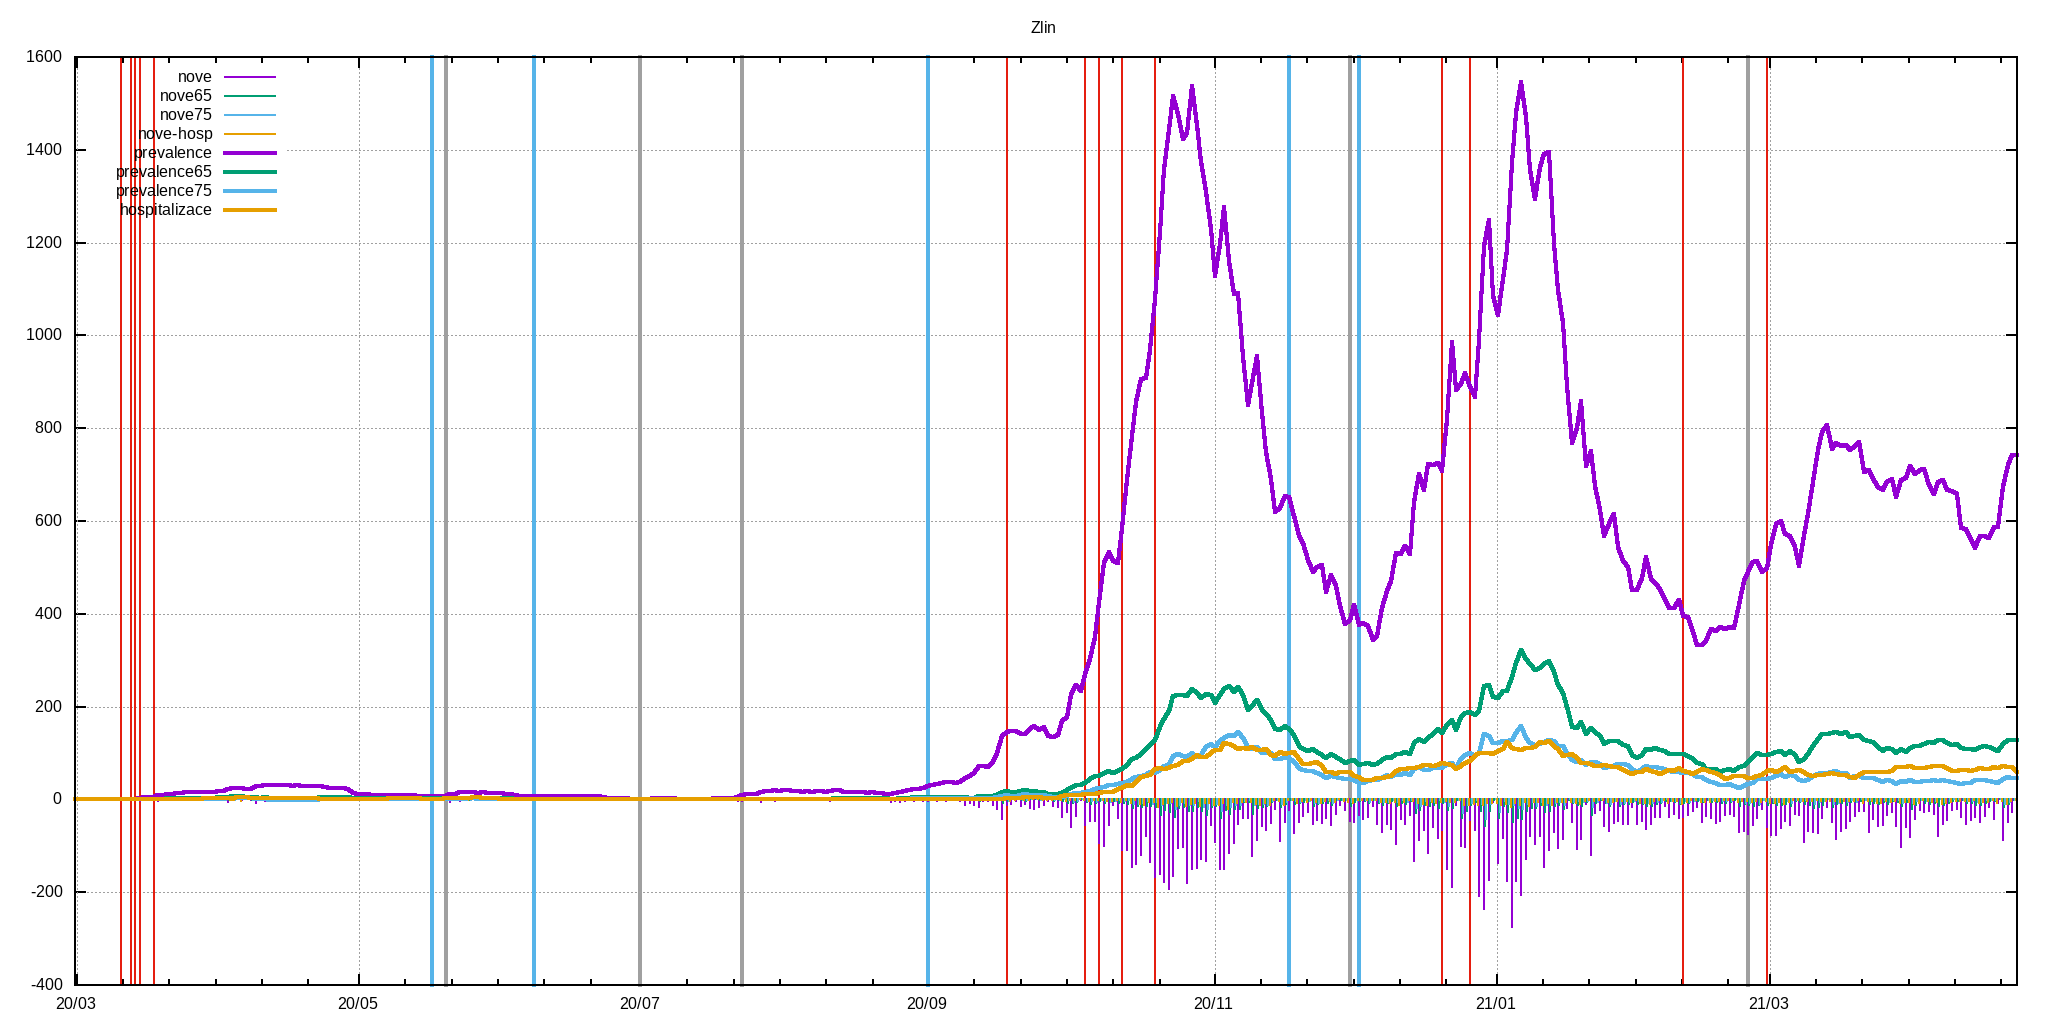 Zlin
1600
1400
1200
1000
800
600
400
200
0
-200
-400
nove
nove65
nove75
nove-hosp
prevalence
prevalence65
prevalence75
hospitalizace
20/03 20/05 20/07 20/09 20/11 21/01 21/03